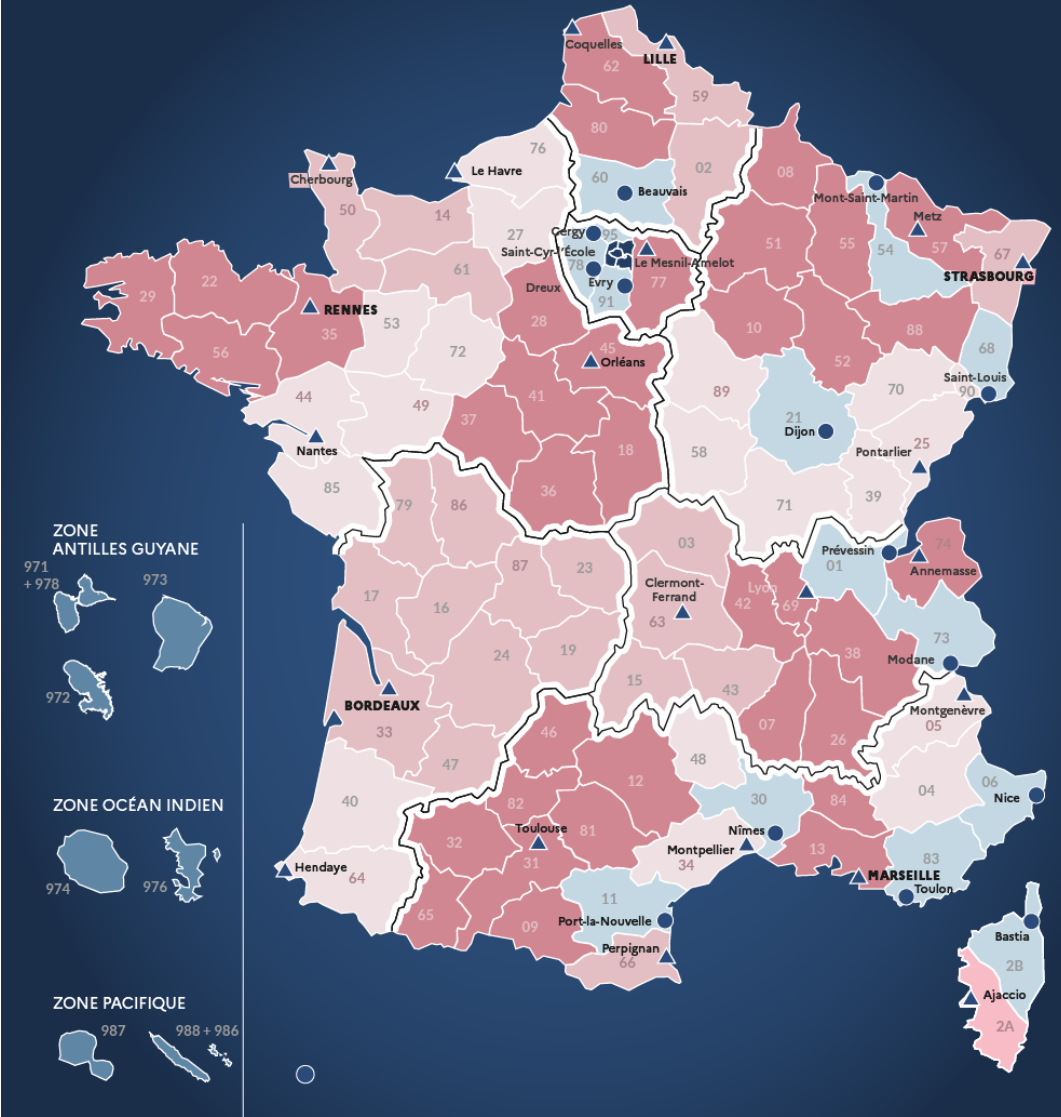 Coquelles
LILLE
62
59
80
76
02
Le Havre
60
Beauvais
08
Cherbourg
Mont-Saint-Martin
50
14
Metz
27
Cergy
95
51
55
54
57
67
Saint-Cyr-l'École
78
Le Mesnil-Amelot
STRASBOURG
61
22
29
Dreux
Evry
77
91
RENNES
53
28
10
88
35
56
72
45
Orléans
52
68
89
70
Saint-Louis
90
44
49
41
37
21
Dijon
25
Nantes
18
58
Pontarlier
85
36
39
79
86
71
ZONE
ANTILLES GUYANE
03
74
Prévessin
01
971
+ 978
973
87
23
Annemasse
Clermont-
Ferrand
Lyon
17
16
42
69
63
73
24
19
38
Modane
972
15
43
BORDEAUX
Montgenèvre
33
46
07
26
05
47
48
12
06
ZONE OCÉAN INDIEN
40
82
30
84
04
Nice
Toulouse
81
Nîmes
32
Montpellier
13
83
Hendaye
31
34
MARSEILLE
64
974
976
Toulon
11
65
09
Port-la-Nouvelle
Bastia
Perpignan
66
2B
Ajaccio
ZONE PACIFIQUE
2A
987
988 + 986